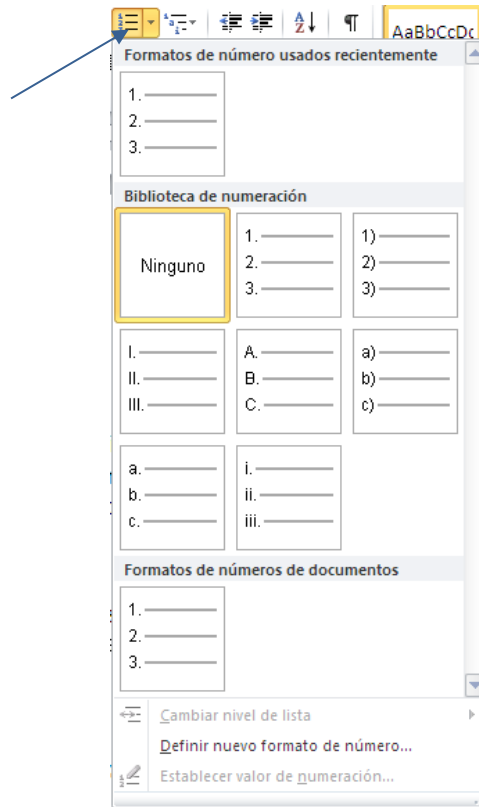 AaBbCcDc
Formatos de número usados recientemente
1.
2.
3.
Biblioteca de numeración
Ninguno
1.
2.
3.
1)
2)
3)
I.
II.
III.
A.
B.
C.
a)
b)
c)
a.
b.
c.
i.
ii.
iii.
Formatos de números de documentos
1.
2.
3.
Cambiar nivel de lista
Definir nuevo formato de número...
Establecer valor de numeración...